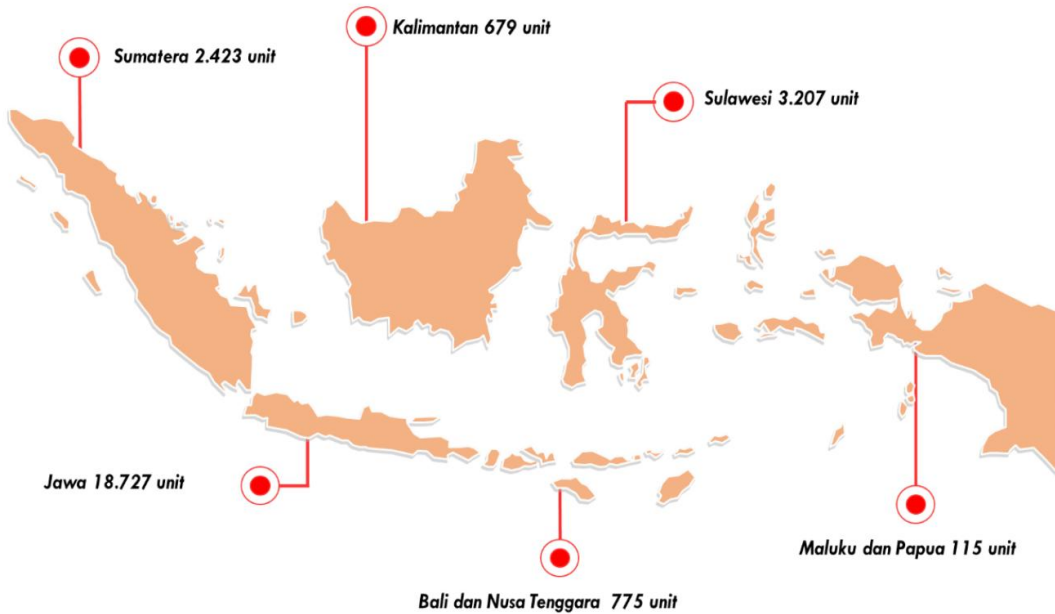 Kalimantan 679 unit
Sumatera 2.423 unit
Sulawesi 3.207 unit
Jawa 18.727 unit
Maluku dan Papua 115 unit
Bali dan Nusa Tenggara 775 unit